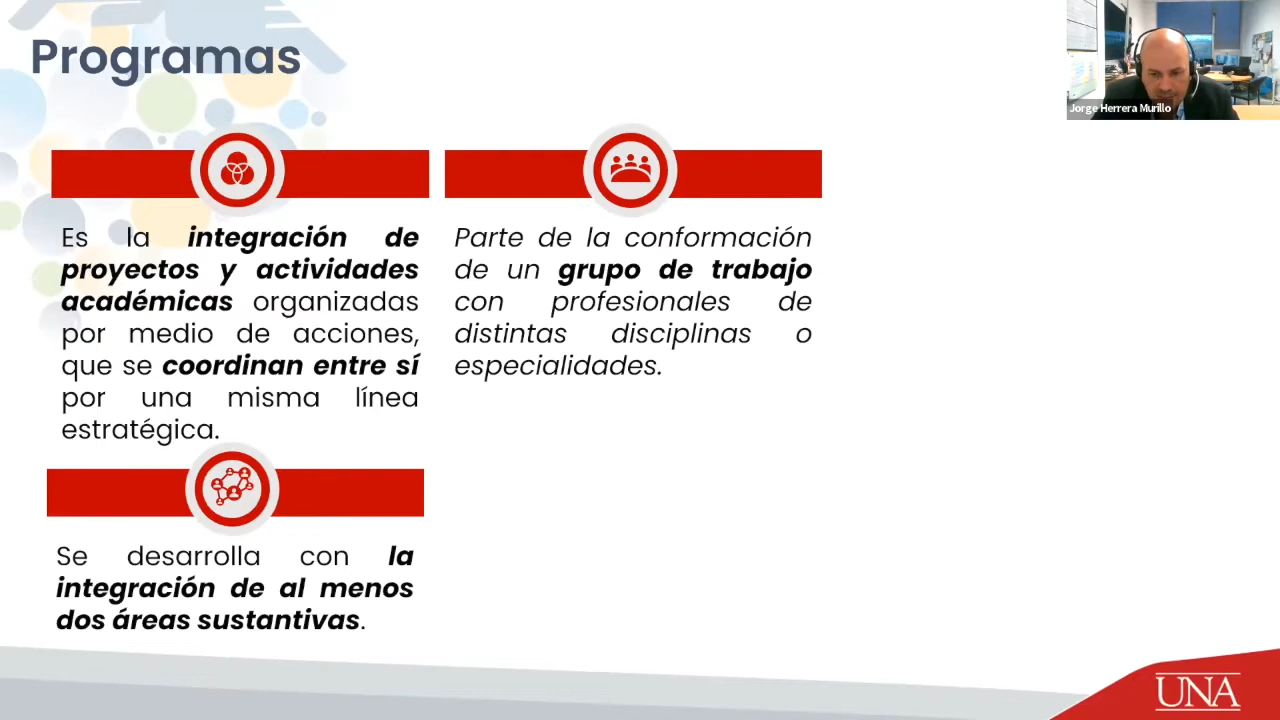 Programas
Jorge Herrera Murillo
Es la integración de
proyectos y actividades
académicas organizadas
por medio de acciones,
que se coordinan entre sí
por una misma línea
estratégica.
Parte de la conformación
de un grupo de trabajo
con profesionales de
distintas disciplinas o
especialidades.
Se desarrolla con la
integración de al menos
dos áreas sustantivas.
UNA